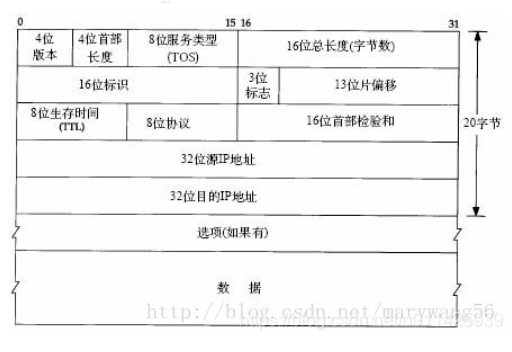 0 15 16 31
4位版本 4位首部长度 8位服务类型(TOS) 16位总长度(字节数)
16位标识 3位标志 13位片偏移
8位生存时间(TTL) 8位协议 16位首部检验和
20字节
32位源IP地址
32位目的IP地址
选项(如果有)
数 据
http://blog.csdn.net/marywang56